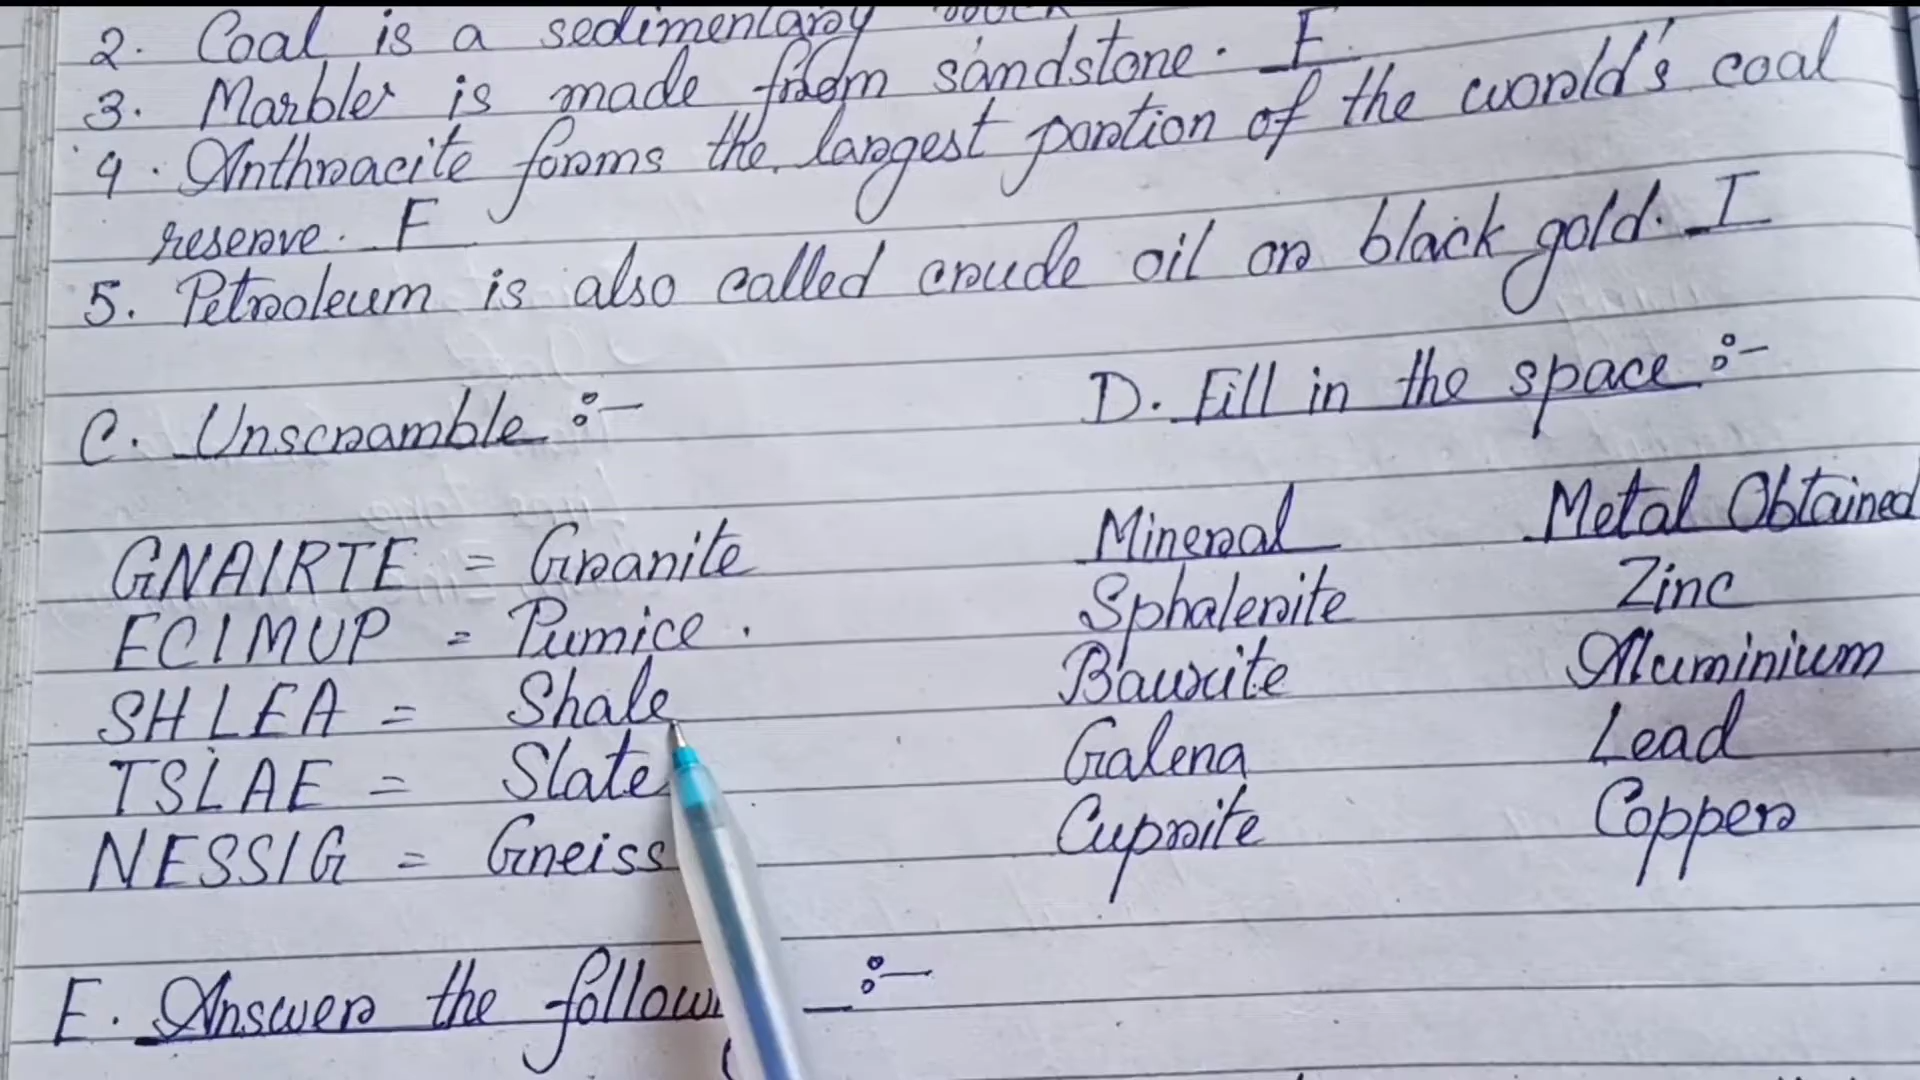 2. Coal is a sedimentary rock
3. Marble is made from sandstone. F
4. Anthracite forms the largest portion of the world's coal
reserve. F
5. Petroleum is also called crude oil or black gold. T
C. Unscramble :-
D. Fill in the space :-
GNAIRTE = Granite
ECIMUP = Pumice.
SHLEA = Shale
TSLAE = Slate
NESSIG = Gneiss
Mineral Metal Obtained
Sphalerite Zinc
Bauxite Aluminium
Galena Lead
Cuprite Copper
E. Answer the follow :-